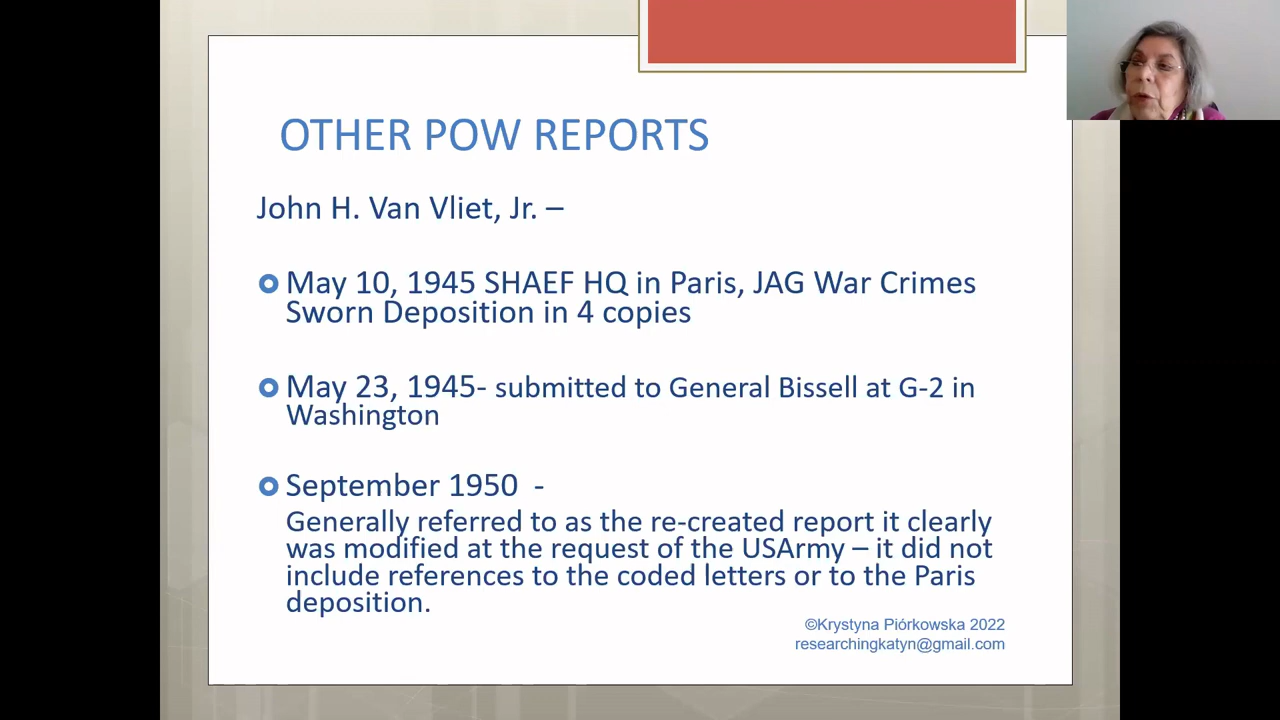 OTHER POW REPORTS
John H. Van Vliet, Jr. –
May 10, 1945 SHAEF HQ in Paris, JAG War Crimes
Sworn Deposition in 4 copies
May 23, 1945- submitted to General Bissell at G-2 in
Washington
September 1950  -
Generally referred to as the re-created report it clearly
was modified at the request of the USArmy – it did not
include references to the coded letters or to the Paris
deposition.
©Krystyna Piórkowska 2022
researchingkatyn@gmail.com